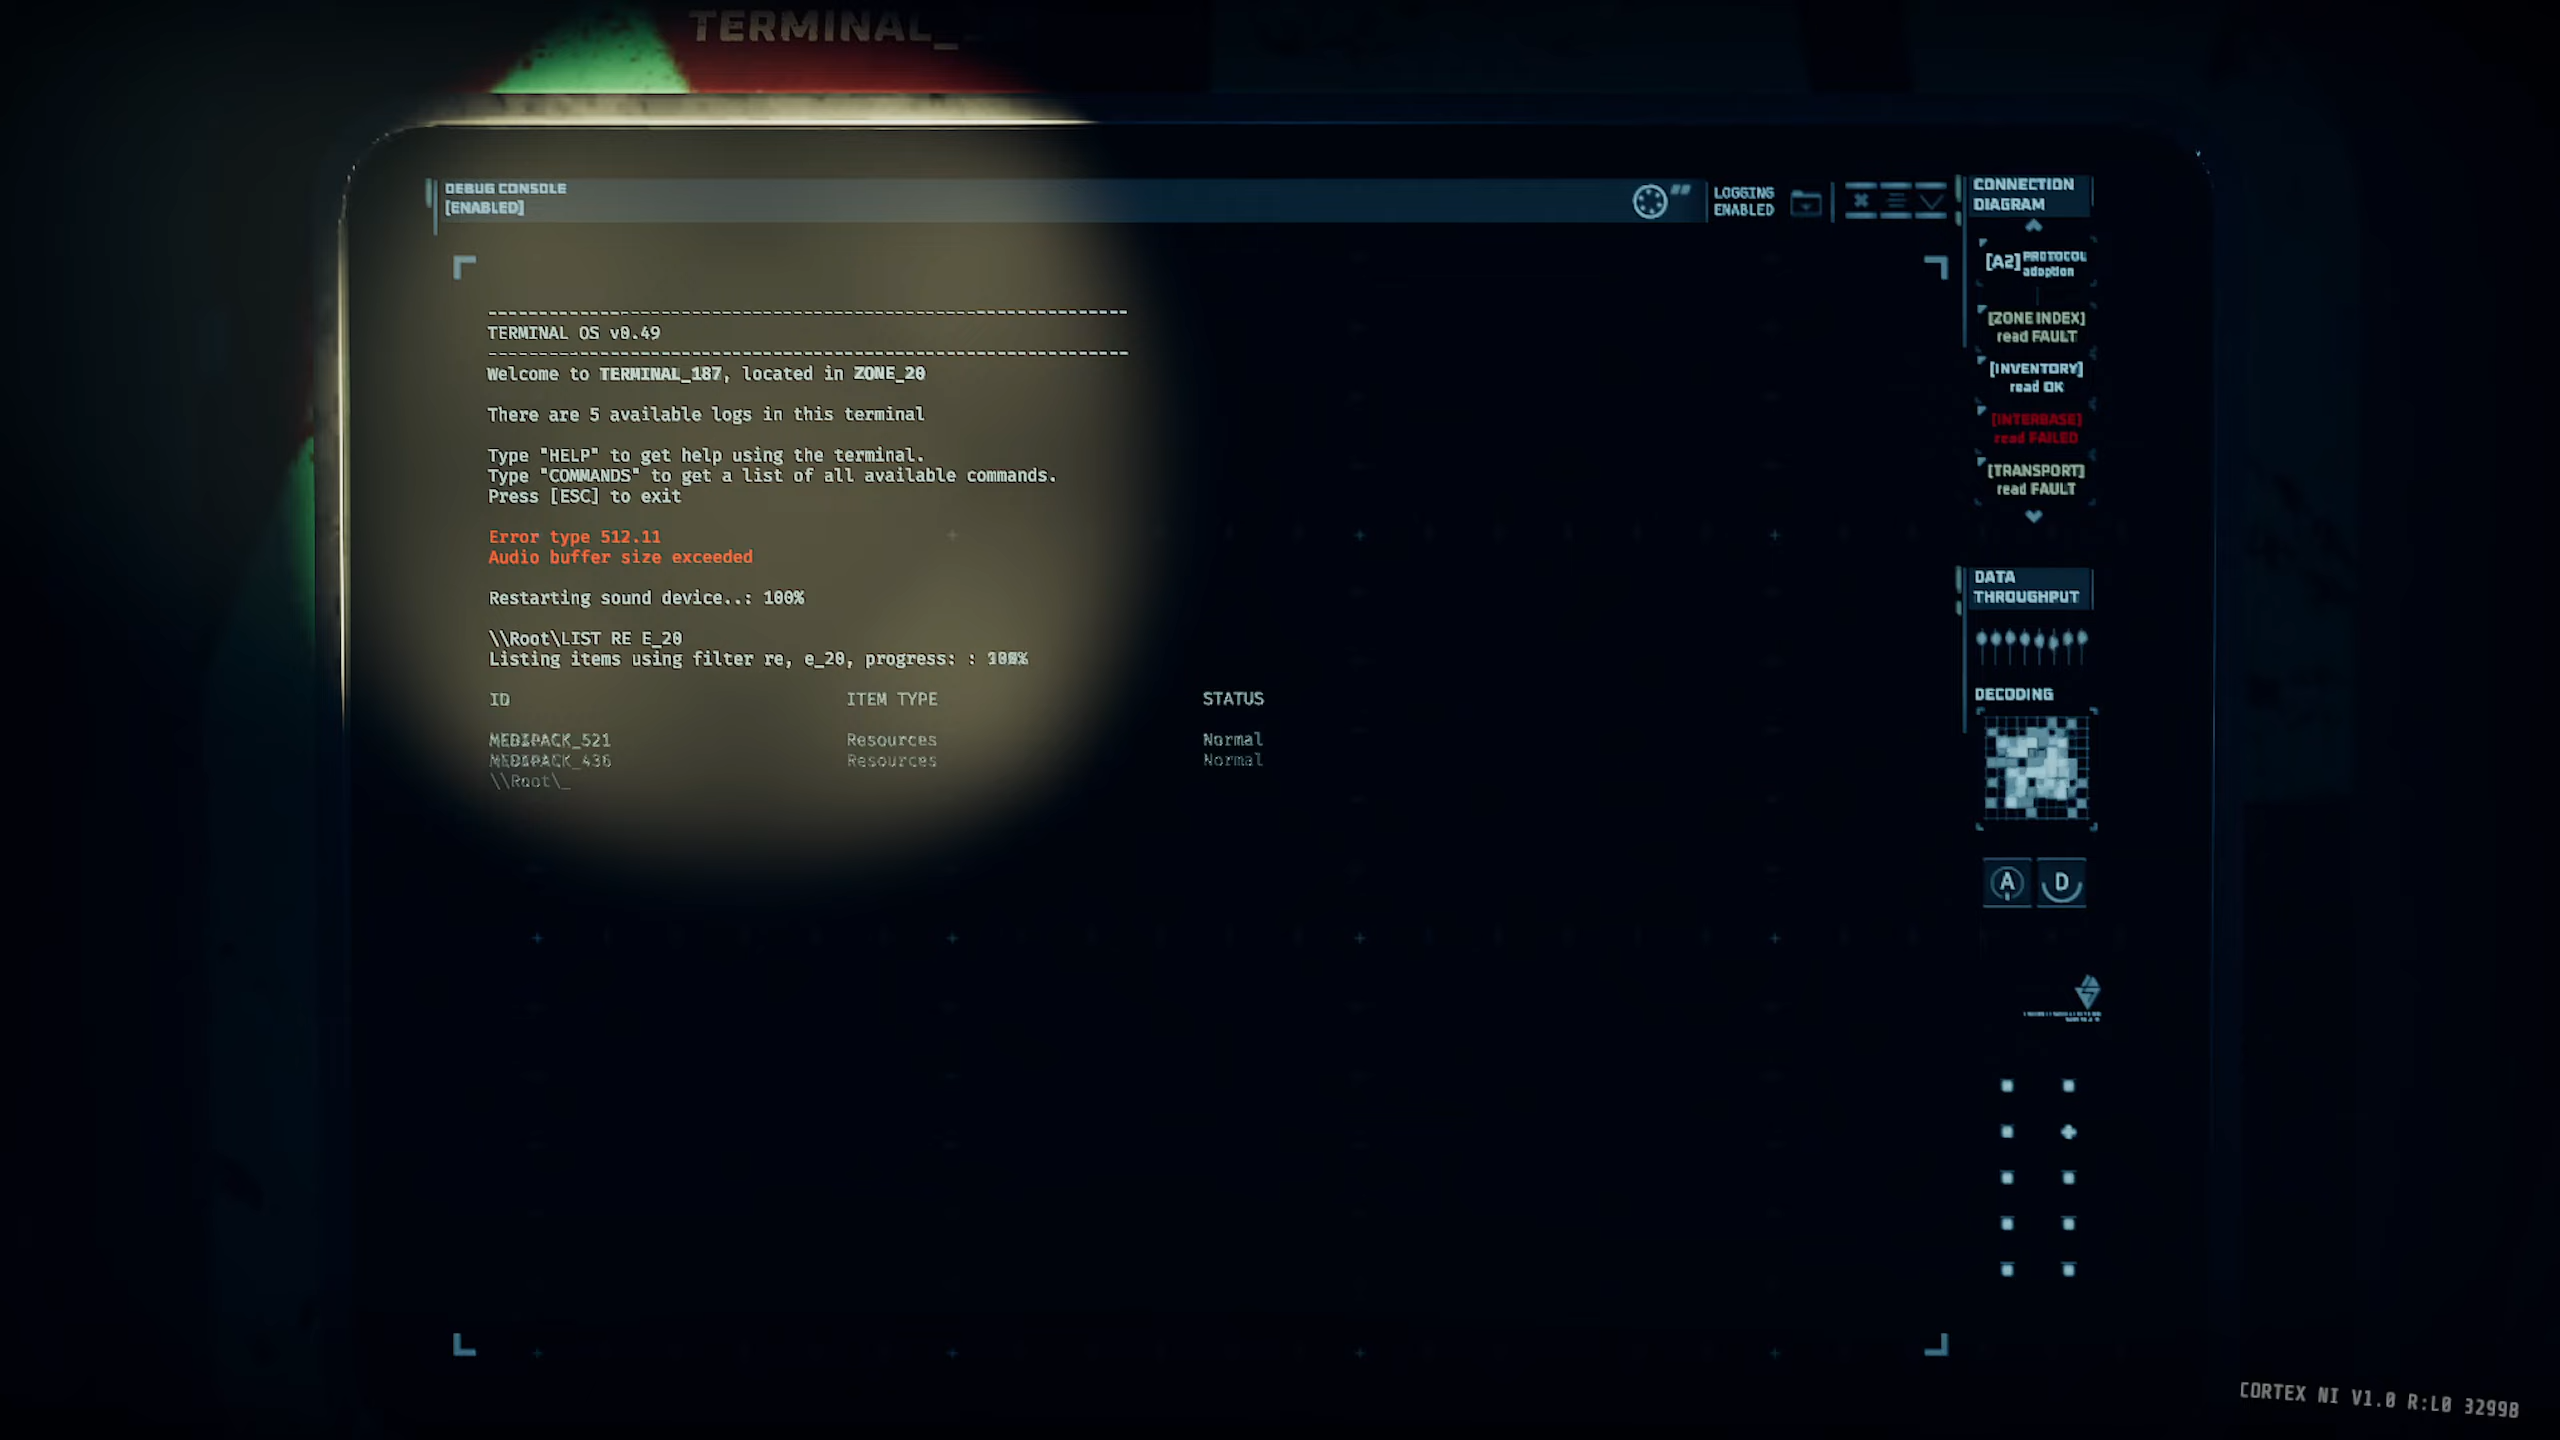 TERMINAL_
DEBUG CONSOLE
[ENABLED]
LOGGING
ENABLED
------------------------------------------------------------
TERMINAL OS v0.49
------------------------------------------------------------
Welcome to TERMINAL_187, located in ZONE_20
There are 5 available logs in this terminal
Type "HELP" to get help using the terminal.
Type "COMMANDS" to get a list of all available commands.
Press [ESC] to exit
Error type 512.11
Audio buffer size exceeded
Restarting sound device..: 100%
\\Root\LIST RE E_20
Listing items using filter re, e_20, progress: : 100%
ID ITEM TYPE STATUS
MEDIPACK_521 Resources Normal
MEDIPACK_436 Resources Normal
\\Root\_
CONNECTION
DIAGRAM
[A2] PROTOCOL
adoption
[ZONE INDEX]
read FAULT
[INVENTORY]
read OK
[INTERBASE]
read FAILED
[TRANSPORT]
read FAULT
DATA
THROUGHPUT
DECODING
A D
CORTEX NI V1.0 R:L0 32998